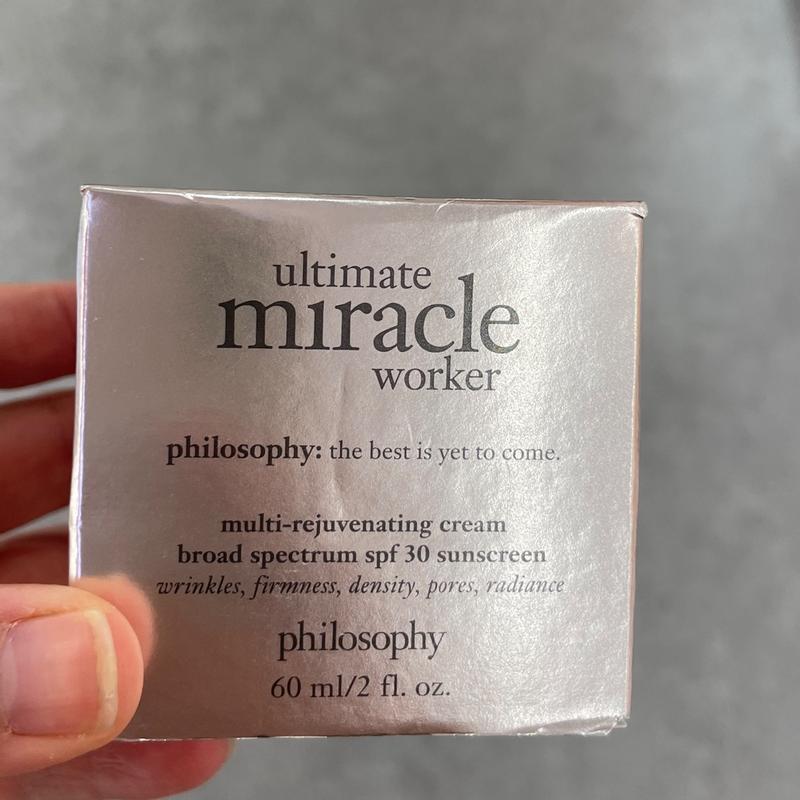 ultimate
miracle
worker
philosophy: the best is yet to come.
multi-rejuvenating cream
broad spectrum spf 30 sunscreen
wrinkles, firmness, density, pores, radiance
philosophy
60 ml/2 fl. oz.